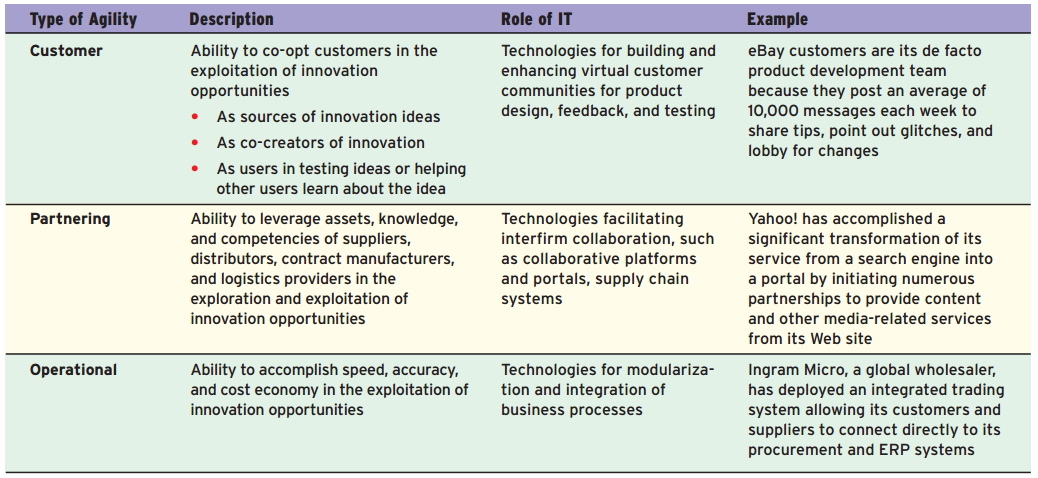 Type of Agility
Description
Role of IT
Example
Customer
Ability to co-opt customers in the
exploitation of innovation
opportunities
• As sources of innovation ideas
• As co-creators of innovation
• As users in testing ideas or helping
other users learn about the idea
Technologies for building and
enhancing virtual customer
communities for product
design, feedback, and testing
eBay customers are its de facto
product development team
because they post an average of
10,000 messages each week to
share tips, point out glitches, and
lobby for changes
Partnering
Ability to leverage assets, knowledge,
and competencies of suppliers,
distributors, contract manufacturers,
and logistics providers in the
exploration and exploitation of
innovation opportunities
Technologies facilitating
interfirm collaboration, such
as collaborative platforms
and portals, supply chain
systems
Yahoo! has accomplished a
significant transformation of its
service from a search engine into
a portal by initiating numerous
partnerships to provide content
and other media-related services
from its Web site
Operational
Ability to accomplish speed, accuracy,
and cost economy in the exploitation of
innovation opportunities
Technologies for modulariza-
tion and integration of
business processes
Ingram Micro, a global wholesaler,
has deployed an integrated trading
system allowing its customers and
suppliers to connect directly to its
procurement and ERP systems